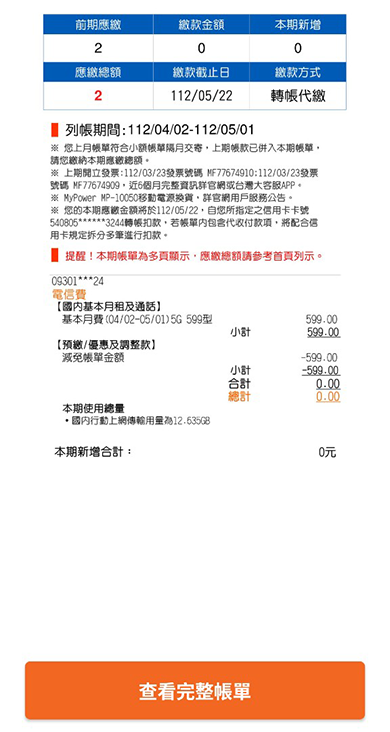 前期應繳 繳款金額 本期新增
2 0 0
應繳總額 繳款截止日 繳款方式
2 112/05/22 轉帳代繳
列帳期間:112/04/02-112/05/01
※ 您上月帳單符合小額帳單隔月交寄，上期帳款已併入本期帳單，
請您繳納本期應繳總額。
※ 上期開立發票:112/03/23發票號碼 MF77674910;112/03/23發票
號碼 MF77674909，近6個月完整資訊詳官網或台灣大客服APP。
※ MyPower MP-10050移動電源換貨，詳官網用戶服務公告。
※ 您的本期應繳金額將於112/05/22，自您所指定之信用卡卡號
540805******3244轉帳扣款，若帳單內包含代收付款項，將配合信
用卡規定拆分多筆進行扣款。
提醒！本期帳單為多頁顯示，應繳總額請參考首頁列示。
09301***24
電信費
【國內基本月租及通話】
基本月費(04/02-05/01)5G 599型 599.00
小計 599.00
【預繳/優惠及調整款】
減免帳單金額 -599.00
小計 -599.00
合計 0.00
總計 0.00
本期使用總量
•國內行動上網傳輸用量為12.635GB
本期新增合計： 0元
查看完整帳單